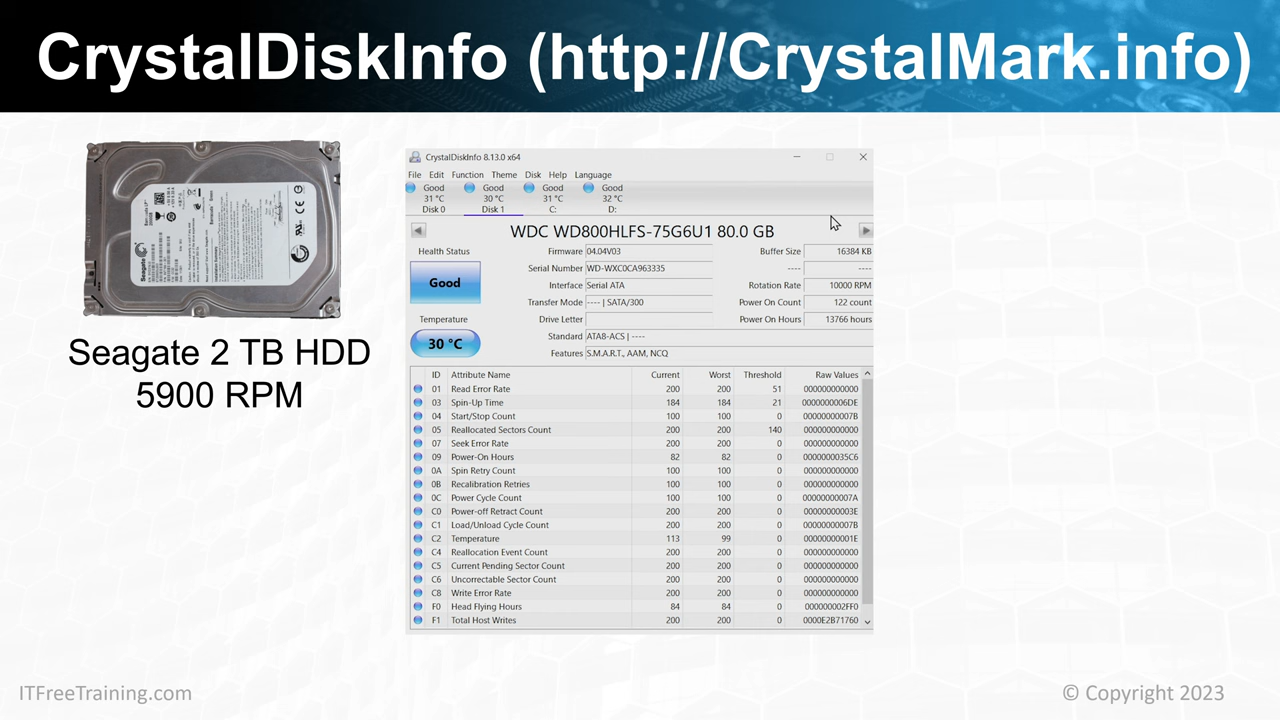 CrystalDiskInfo (http://CrystalMark.info)
Seagate
Seagate 2 TB HDD
5900 RPM
CrystalDiskInfo 8.13.0 x64
File Edit Function Theme Disk Help Language
Good Good Good Good
31 °C 30 °C 31 °C 32 °C
Disk 0 Disk 1 C: D:
WDC WD800HLFS-75G6U1 80.0 GB
Health Status Firmware 04.04V03 Buffer Size 16384 KB
Good Serial Number WD-WXC0CA963335 ---- ----
Interface Serial ATA Rotation Rate 10000 RPM
Transfer Mode ---- | SATA/300 Power On Count 122 count
Temperature Drive Letter Power On Hours 13766 hours
30 °C Standard ATA8-ACS | ----
Features S.M.A.R.T., AAM, NCQ
ID Attribute Name Current Worst Threshold Raw Values
01 Read Error Rate 200 200 51 000000000000
03 Spin-Up Time 184 184 21 0000000006DE
04 Start/Stop Count 100 100 0 00000000007B
05 Reallocated Sectors Count 200 200 140 000000000000
07 Seek Error Rate 200 200 0 000000000000
09 Power-On Hours 82 82 0 0000000035C6
0A Spin Retry Count 100 100 0 000000000000
0B Recalibration Retries 100 100 0 000000000000
0C Power Cycle Count 100 100 0 00000000007A
C0 Power-off Retract Count 200 200 0 00000000003E
C1 Load/Unload Cycle Count 200 200 0 00000000007B
C2 Temperature 113 99 0 00000000001E
C4 Reallocation Event Count 200 200 0 000000000000
C5 Current Pending Sector Count 200 200 0 000000000000
C6 Uncorrectable Sector Count 200 200 0 000000000000
C8 Write Error Rate 200 200 0 000000000000
F0 Head Flying Hours 84 84 0 000000002FF0
F1 Total Host Writes 200 200 0 0000E2B71760
ITFreeTraining.com
© Copyright 2023